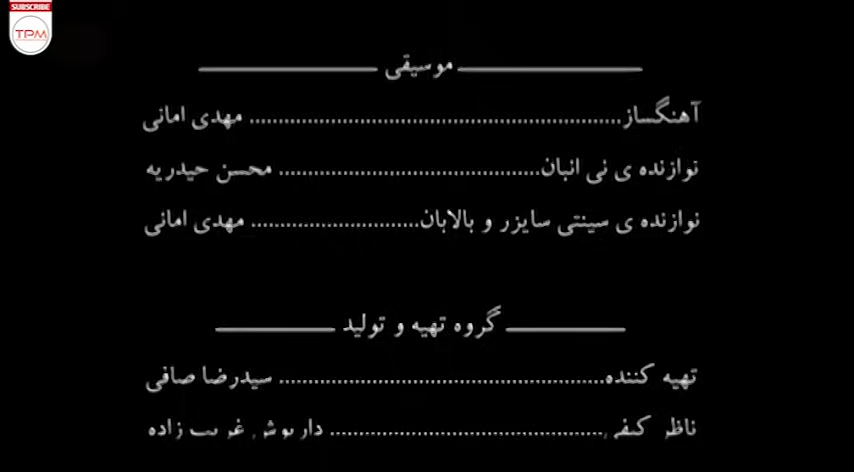 SUBSCRIBE
TPM
موسیقی
آهنگساز................................ مهدی امانی
نوازنده ی نی انبان................................ محسن حیدریه
نوازنده ی سینتی سایزر و بالابان................................ مهدی امانی
گروه تهیه و تولید
تهیه کننده................................ سیدرضا صافی
ناظر کیفی................................ داریوش غریب زاده